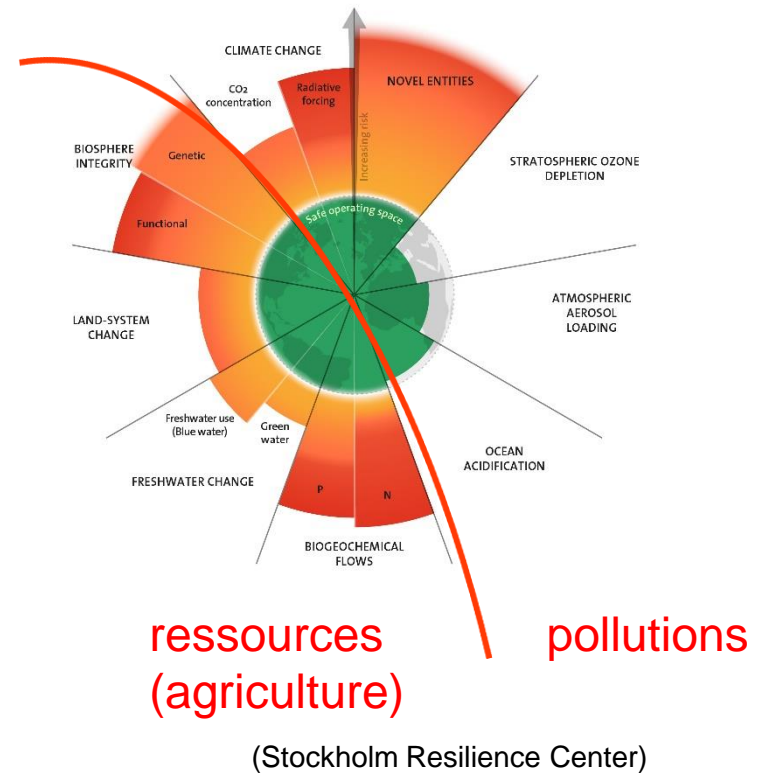 CLIMATE CHANGE
CO2
concentration
Radiative
forcing
NOVEL ENTITIES
Increasing risk
BIOSPHERE
INTEGRITY
Genetic
Functional
STRATOSPHERIC OZONE
DEPLETION
Safe operating space
LAND-SYSTEM
CHANGE
ATMOSPHERIC
AEROSOL
LOADING
Freshwater use
(Blue water)
Green
water
FRESHWATER CHANGE
OCEAN
ACIDIFICATION
P
N
BIOGEOCHEMICAL
FLOWS
ressources
(agriculture)
pollutions
(Stockholm Resilience Center)